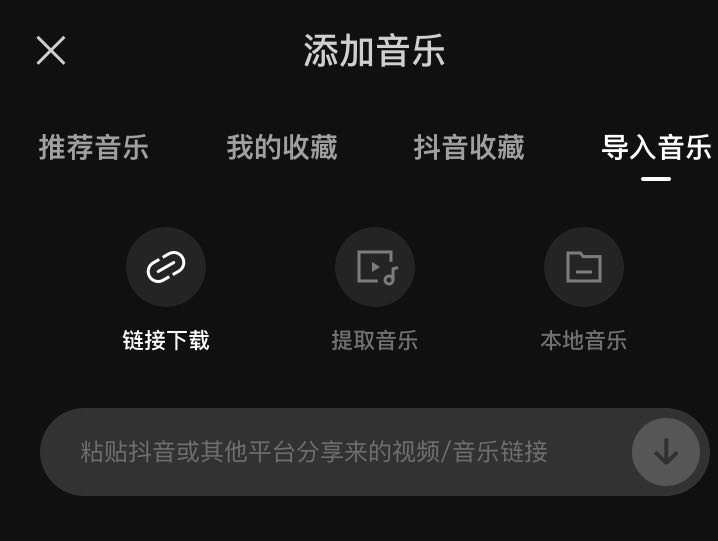 添加音乐
推荐音乐 我的收藏 抖音收藏 导入音乐
链接下载 提取音乐 本地音乐
粘贴抖音或其他平台分享来的视频/音乐链接